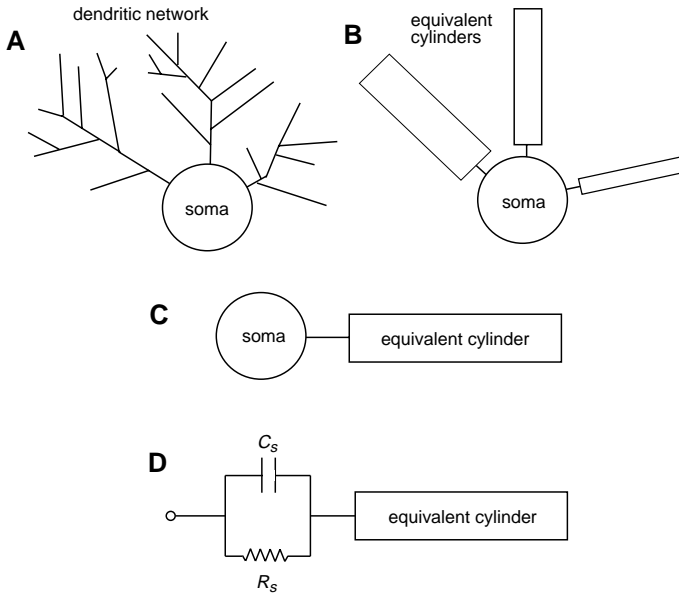 dendritic network
A
soma
equivalent
cylinders
B
soma
C
soma
equivalent cylinder
D
Cs
equivalent cylinder
Rs